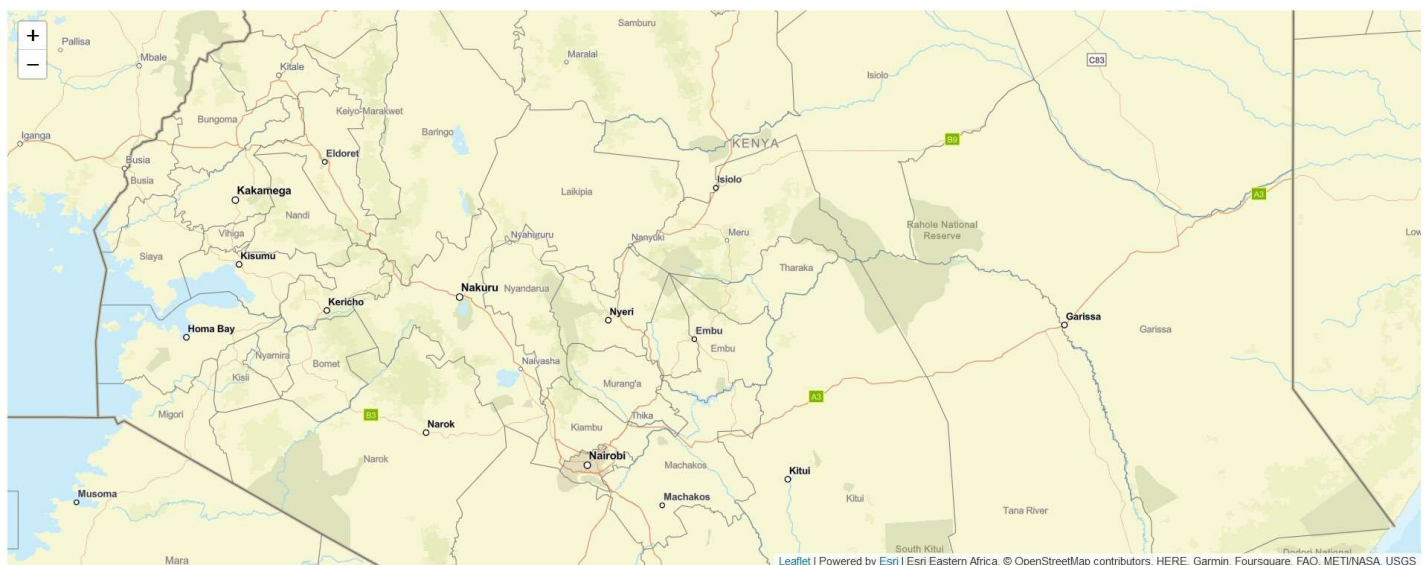 +
−
Pallisa
Mbale
Iganga
Busia
Busia
Kitale
Bungoma
Keiyo-Marakwet
Eldoret
Kakamega
Nandi
Vihiga
Siaya
Kisumu
Kericho
Homa Bay
Nyamira
Kisii
Bomet
Migori
Musoma
Mara
Samburu
Maralal
Baringo
KENYA
Isiolo
Laikipia
Nyahururu
Nanyuki
Meru
Nakuru
Nyandarua
Nyeri
Tharaka
Embu
Embu
Naivasha
Murang'a
Thika
Kiambu
B3
Narok
Narok
Nairobi
Machakos
Machakos
Kitui
Kitui
South Kitui
Isiolo
C83
B9
A3
Rahole National
Reserve
Garissa
Garissa
A3
Tana River
Low
Dodori National
Leaflet | Powered by Esri | Esri Eastern Africa, © OpenStreetMap contributors, HERE, Garmin, Foursquare, FAO, METI/NASA, USGS